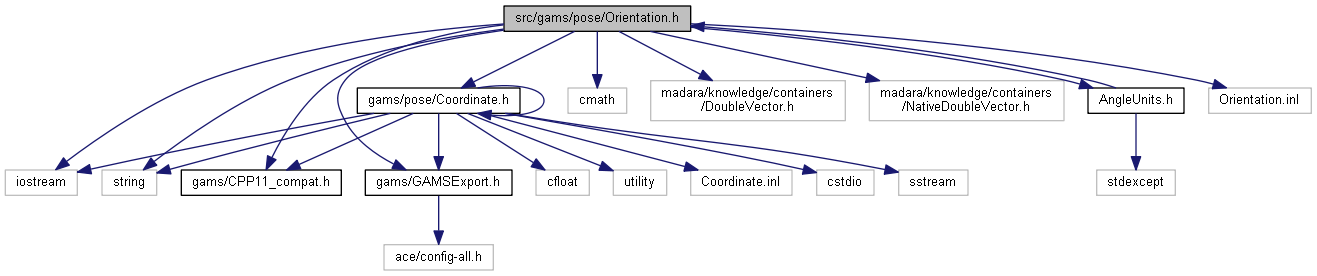 src/gams/pose/Orientation.h
gams/pose/Coordinate.h
cmath
madara/knowledge/containers
/DoubleVector.h
madara/knowledge/containers
/NativeDoubleVector.h
AngleUnits.h
Orientation.inl
iostream
string
gams/CPP11_compat.h
gams/GAMSExport.h
cfloat
utility
Coordinate.inl
cstdio
sstream
stdexcept
ace/config-all.h